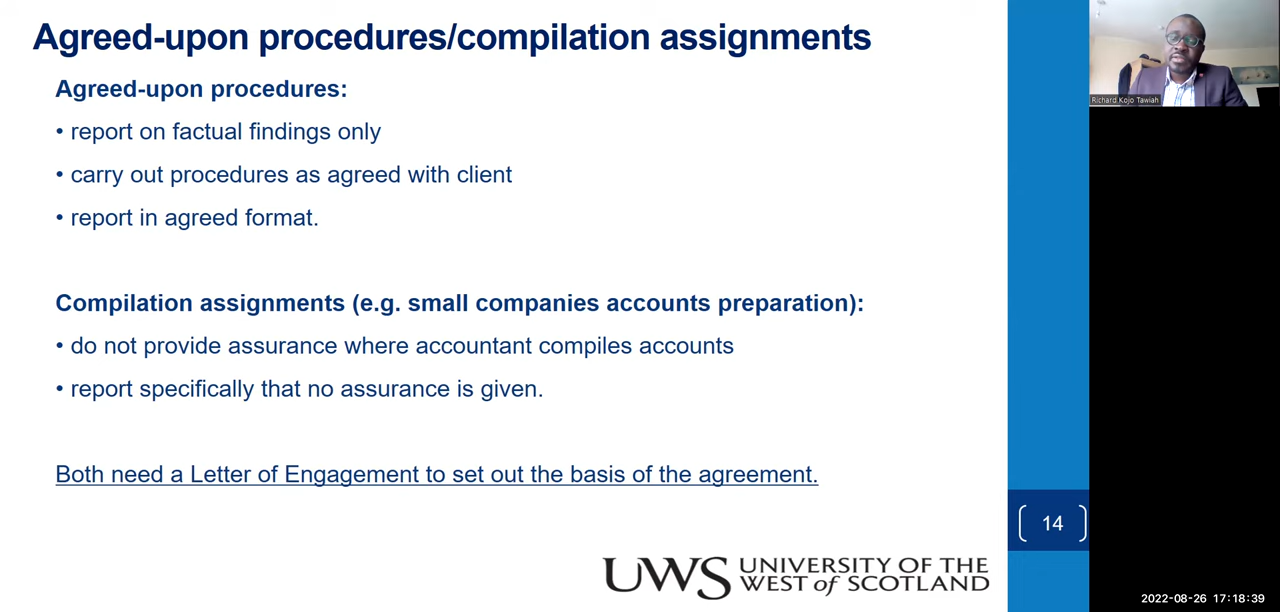 Agreed-upon procedures/compilation assignments
Agreed-upon procedures:
• report on factual findings only
• carry out procedures as agreed with client
• report in agreed format.
Compilation assignments (e.g. small companies accounts preparation):
• do not provide assurance where accountant compiles accounts
• report specifically that no assurance is given.
Both need a Letter of Engagement to set out the basis of the agreement.
14
UWS UNIVERSITY OF THE
WEST of SCOTLAND
Richard Kojo Tawiah
2022-08-26 17:18:39